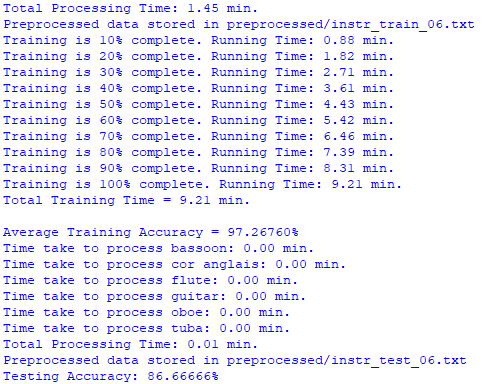 Total Processing Time: 1.45 min.
Preprocessed data stored in preprocessed/instr_train_06.txt
Training is 10% complete. Running Time: 0.88 min.
Training is 20% complete. Running Time: 1.82 min.
Training is 30% complete. Running Time: 2.71 min.
Training is 40% complete. Running Time: 3.61 min.
Training is 50% complete. Running Time: 4.43 min.
Training is 60% complete. Running Time: 5.42 min.
Training is 70% complete. Running Time: 6.46 min.
Training is 80% complete. Running Time: 7.39 min.
Training is 90% complete. Running Time: 8.31 min.
Training is 100% complete. Running Time: 9.21 min.
Total Training Time = 9.21 min.
Average Training Accuracy = 97.26760%
Time take to process bassoon: 0.00 min.
Time take to process cor anglais: 0.00 min.
Time take to process flute: 0.00 min.
Time take to process guitar: 0.00 min.
Time take to process oboe: 0.00 min.
Time take to process tuba: 0.00 min.
Total Processing Time: 0.01 min.
Preprocessed data stored in preprocessed/instr_test_06.txt
Testing Accuracy: 86.66666%